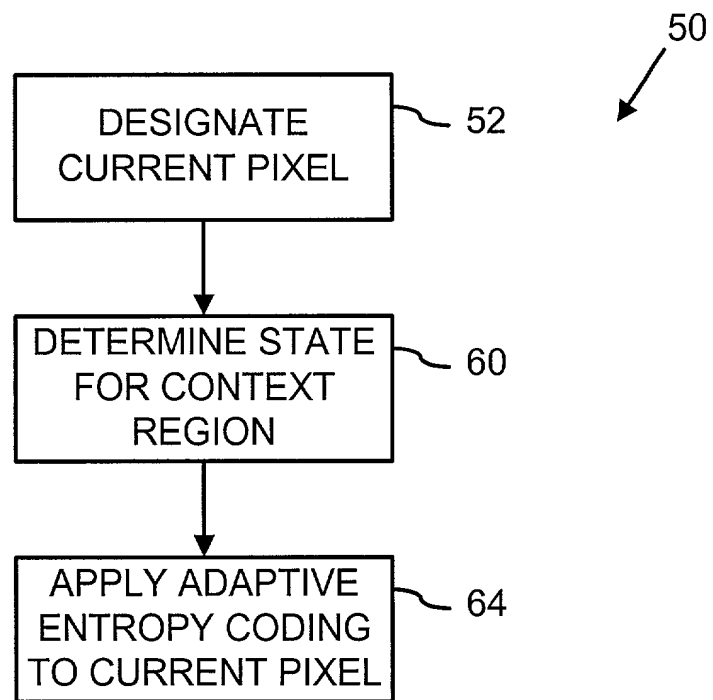 50
DESIGNATE
CURRENT PIXEL
52
DETERMINE STATE
FOR CONTEXT
REGION
60
APPLY ADAPTIVE
ENTROPY CODING
TO CURRENT PIXEL
64